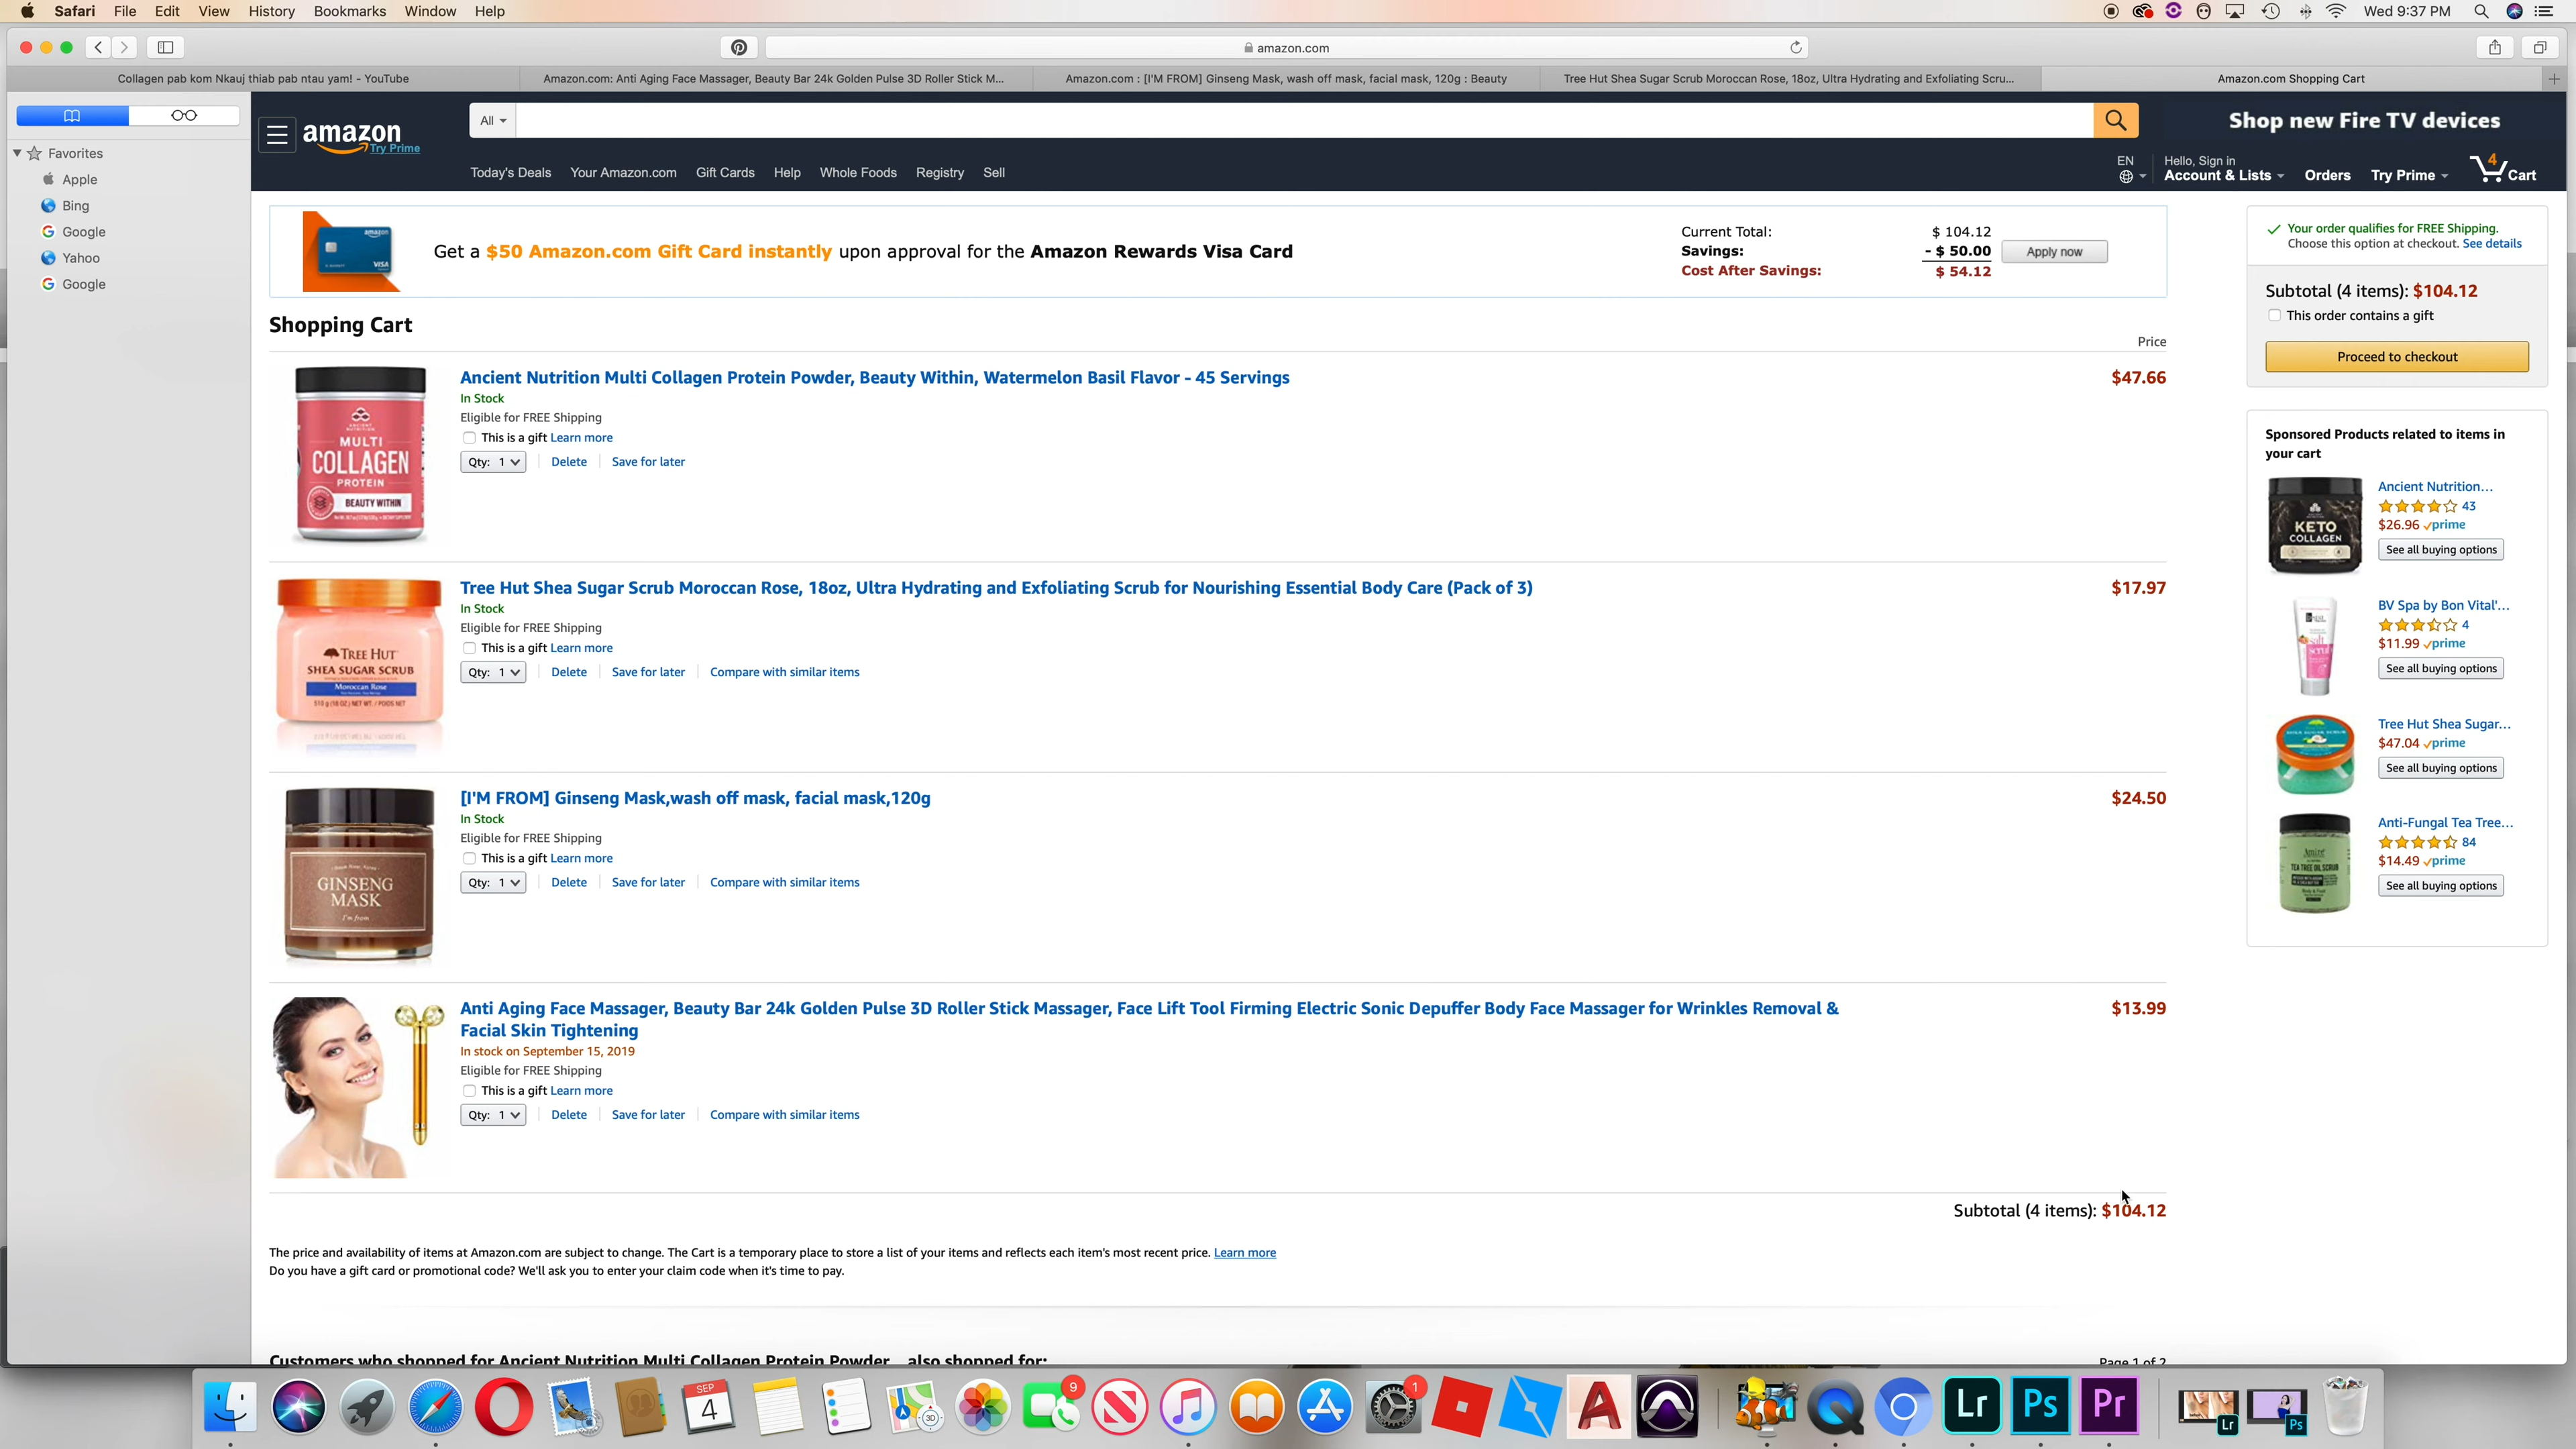 Safari File Edit View History Bookmarks Window Help
Wed 9:37 PM
amazon.com
Collagen pab kom Nkauj thiab pab ntau yam! - YouTube
Amazon.com: Anti Aging Face Massager, Beauty Bar 24k Golden Pulse 3D Roller Stick M...
Amazon.com : [I'M FROM] Ginseng Mask, wash off mask, facial mask, 120g : Beauty
Tree Hut Shea Sugar Scrub Moroccan Rose, 18oz, Ultra Hydrating and Exfoliating Scru...
Amazon.com Shopping Cart
Favorites
Apple
Bing
Google
Yahoo
Google
amazon
Try Prime
All
Shop new Fire TV devices
Today's Deals Your Amazon.com Gift Cards Help Whole Foods Registry Sell
EN
Hello, Sign in
Account & Lists Orders Try Prime
4
Cart
amazon
VISA
Get a $50 Amazon.com Gift Card instantly upon approval for the Amazon Rewards Visa Card
Current Total: $ 104.12
Savings: - $ 50.00
Cost After Savings: $ 54.12
Apply now
Your order qualifies for FREE Shipping.
Choose this option at checkout. See details
Subtotal (4 items): $104.12
This order contains a gift
Proceed to checkout
Shopping Cart
Price
ANCIENT
NUTRITION
MULTI
COLLAGEN
PROTEIN
BEAUTY WITHIN
Ancient Nutrition Multi Collagen Protein Powder, Beauty Within, Watermelon Basil Flavor - 45 Servings
$47.66
In Stock
Eligible for FREE Shipping
This is a gift Learn more
Qty: 1 Delete Save for later
TREE HUT
SHEA SUGAR SCRUB
Moroccan Rose
510 g (18 OZ) NET WT. / POIDS NET
Tree Hut Shea Sugar Scrub Moroccan Rose, 18oz, Ultra Hydrating and Exfoliating Scrub for Nourishing Essential Body Care (Pack of 3)
$17.97
In Stock
Eligible for FREE Shipping
This is a gift Learn more
Qty: 1 Delete Save for later Compare with similar items
GINSENG
MASK
I'm from
[I'M FROM] Ginseng Mask,wash off mask, facial mask,120g
$24.50
In Stock
Eligible for FREE Shipping
This is a gift Learn more
Qty: 1 Delete Save for later Compare with similar items
Anti Aging Face Massager, Beauty Bar 24k Golden Pulse 3D Roller Stick Massager, Face Lift Tool Firming Electric Sonic Depuffer Body Face Massager for Wrinkles Removal &
Facial Skin Tightening
$13.99
In stock on September 15, 2019
Eligible for FREE Shipping
This is a gift Learn more
Qty: 1 Delete Save for later Compare with similar items
Subtotal (4 items): $104.12
The price and availability of items at Amazon.com are subject to change. The Cart is a temporary place to store a list of your items and reflects each item's most recent price. Learn more
Do you have a gift card or promotional code? We'll ask you to enter your claim code when it's time to pay.
Customers who shopped for Ancient Nutrition Multi Collagen Protein Powder... also shopped for:
Page 1 of 2
Sponsored Products related to items in
your cart
KETO
COLLAGEN
Ancient Nutrition...
43
$26.96 prime
See all buying options
salt
scrub
BV Spa by Bon Vital'...
4
$11.99 prime
See all buying options
Tree Hut Shea Sugar...
$47.04 prime
See all buying options
TEA TREE OIL SCRUB
Anti-Fungal Tea Tree...
84
$14.49 prime
See all buying options
SEP
4
3D
9
1
Lr
Ps
Pr
Lr
Ps